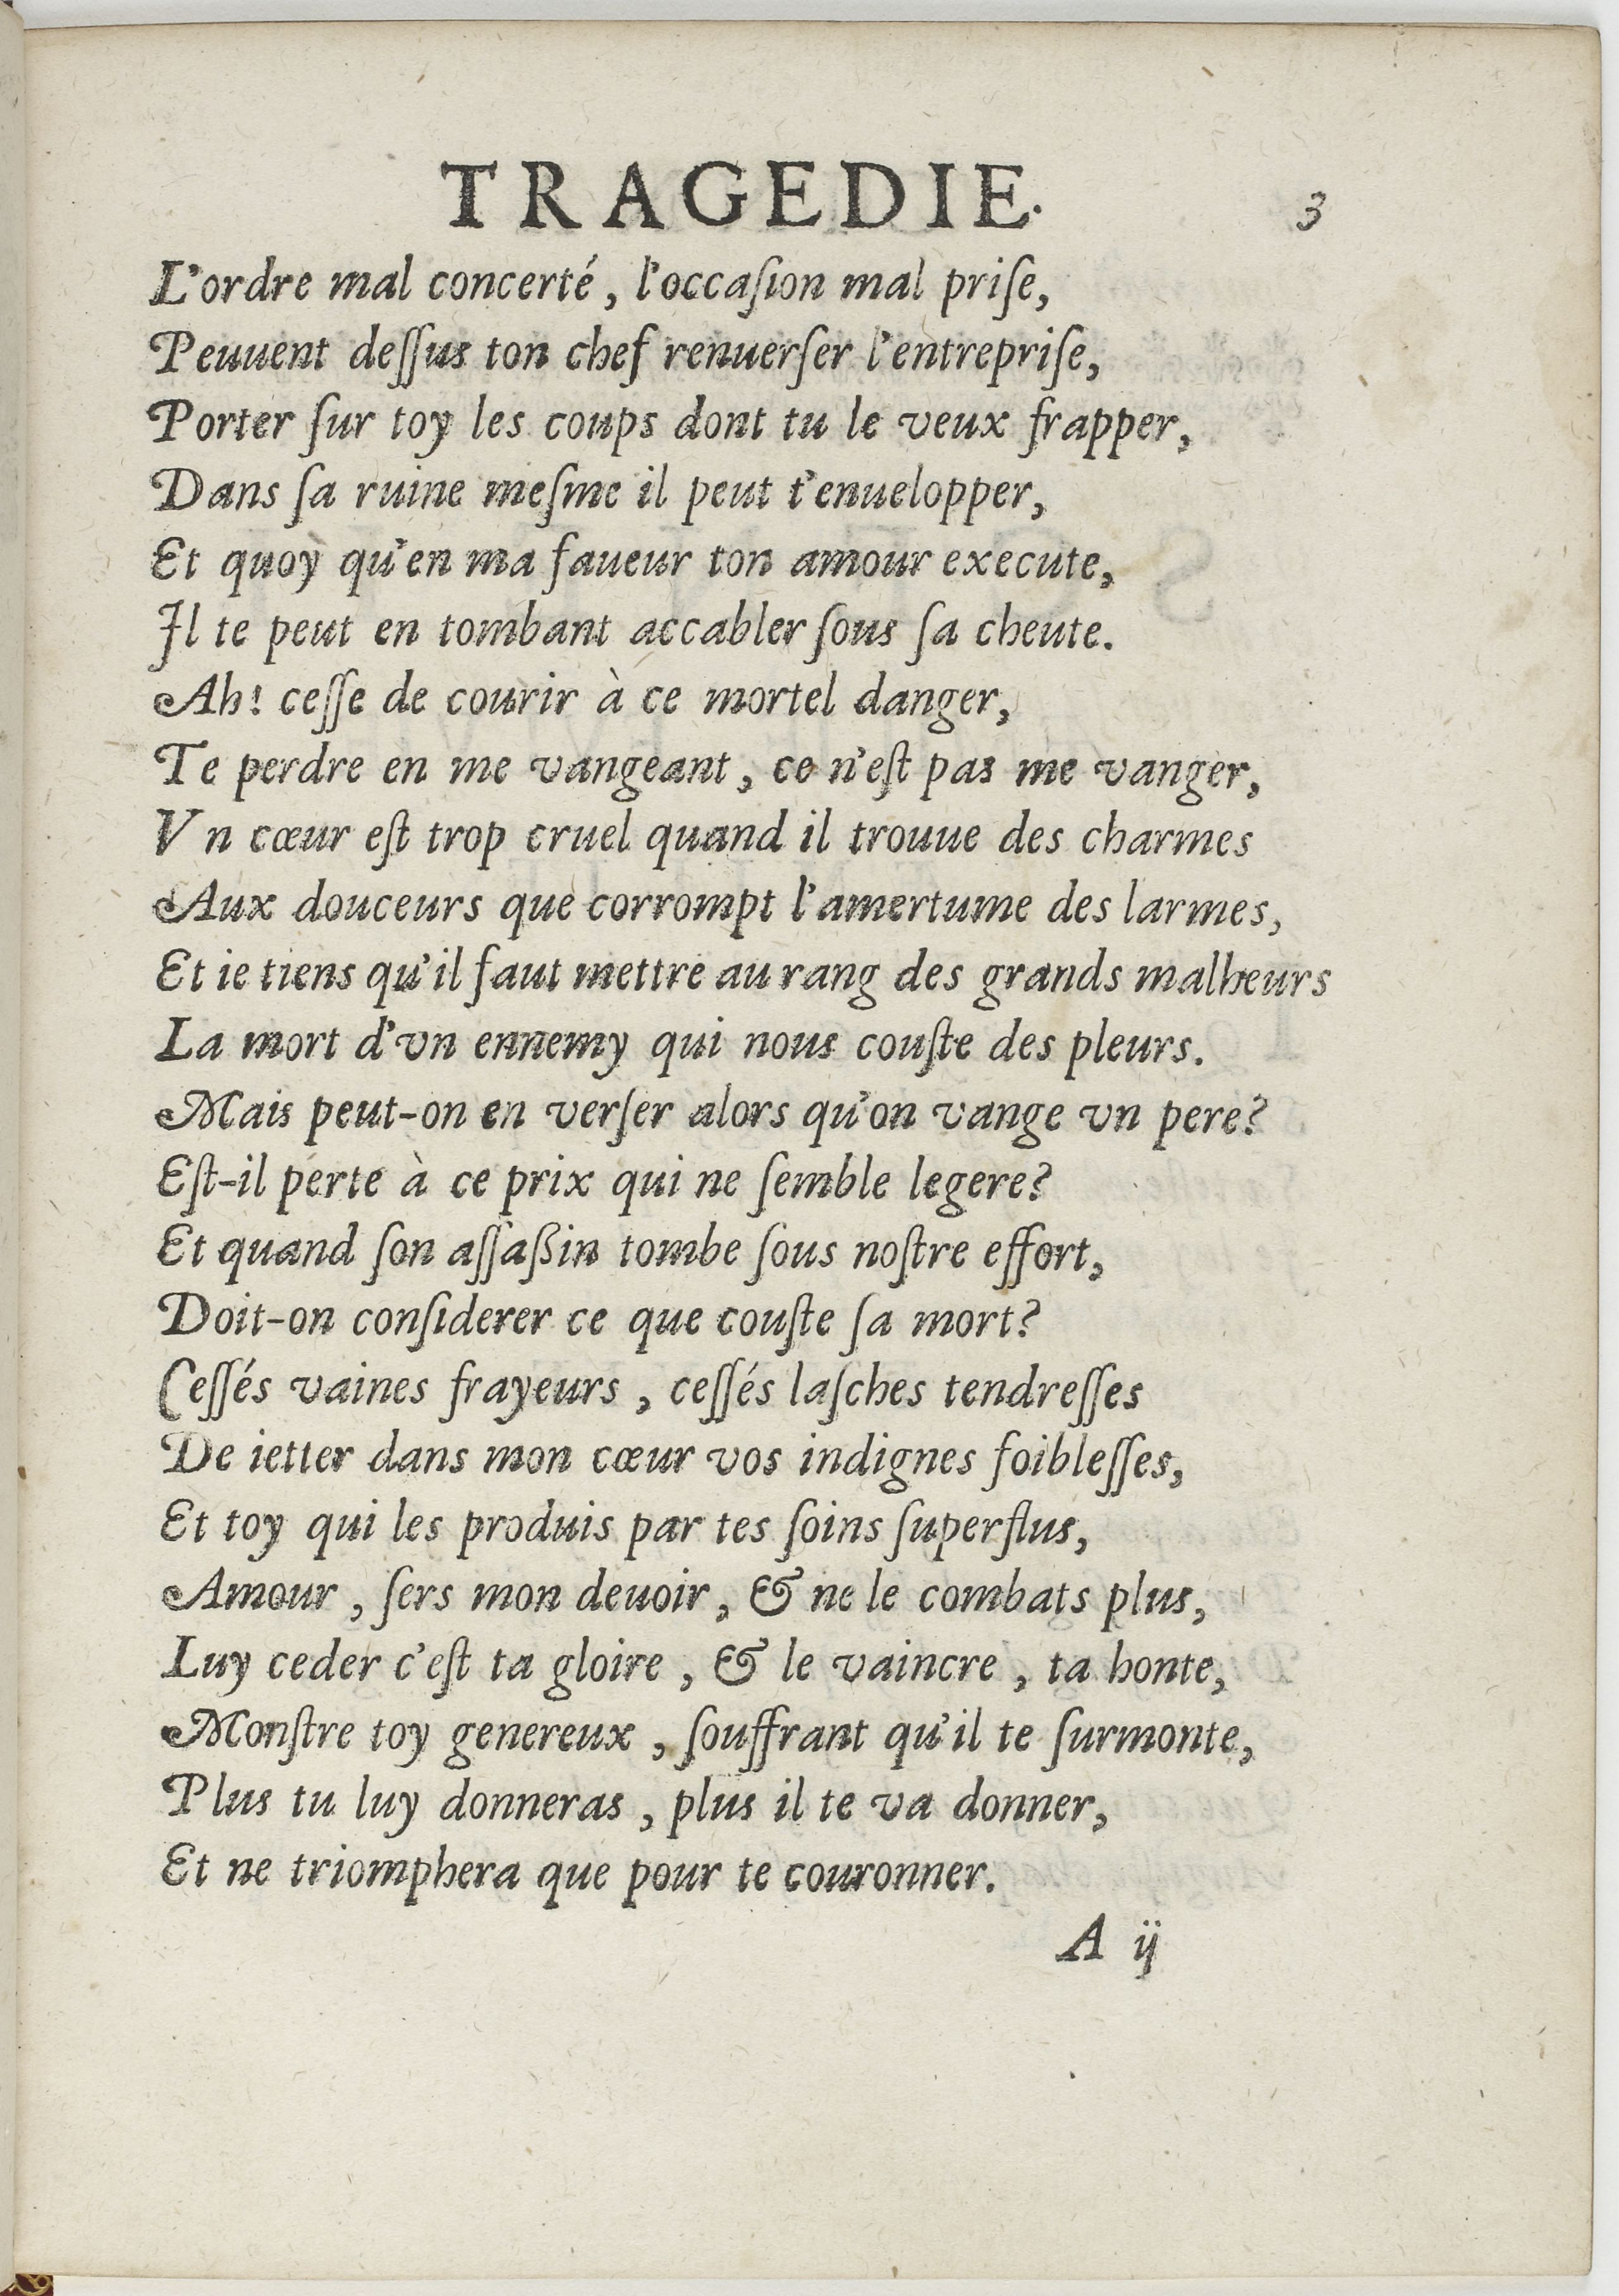 TRAGEDIE. 3
L'ordre mal concerté, l'occaſion mal priſe,
Peuuent deſſus ton chef renuerſer l'entrepriſe,
Porter ſur toy les coups dont tu le veux frapper,
Dans ſa ruine meſme il peut t'enuelopper,
Et quoy qu'en ma faueur ton amour execute,
Il te peut en tombant accabler ſous ſa cheute.
Ah! ceſſe de courir à ce mortel danger,
Te perdre en me vangeant, ce n'eſt pas me vanger,
Vn cœur eſt trop cruel quand il trouue des charmes
Aux douceurs que corrompt l'amertume des larmes,
Et ie tiens qu'il faut mettre au rang des grands malheurs
La mort d'vn ennemy qui nous couſte des pleurs.
Mais peut-on en verſer alors qu'on vange vn pere?
Eſt-il perte à ce prix qui ne ſemble legere?
Et quand ſon aſſaßin tombe ſous noſtre effort,
Doit-on conſiderer ce que couſte ſa mort?
Ceſſés vaines frayeurs, ceſſés laſches tendreſſes
De ietter dans mon cœur vos indignes foibleſſes,
Et toy qui les produis par tes ſoins ſuperflus,
Amour, ſers mon deuoir, & ne le combats plus,
Luy ceder c'eſt ta gloire, & le vaincre, ta honte,
Monſtre toy genereux, ſouffrant qu'il te ſurmonte,
Plus tu luy donneras, plus il te va donner,
Et ne triomphera que pour te couronner.
A ij